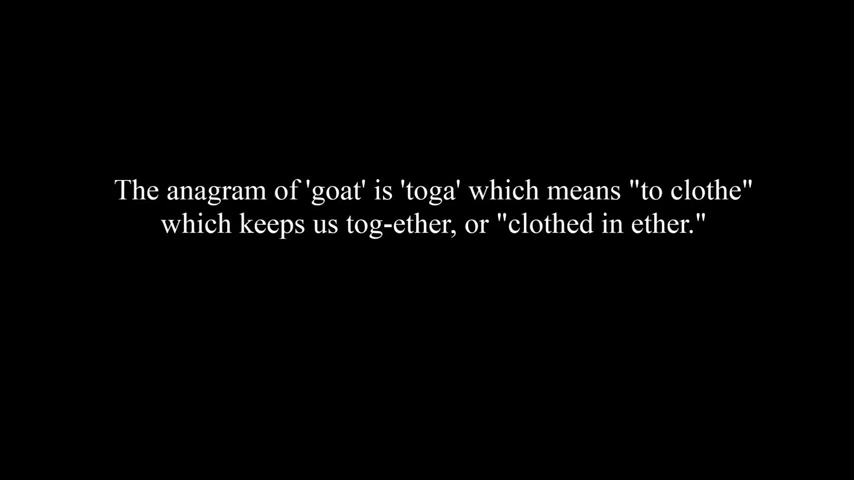 The anagram of 'goat' is 'toga' which means "to clothe"
which keeps us tog-ether, or "clothed in ether."